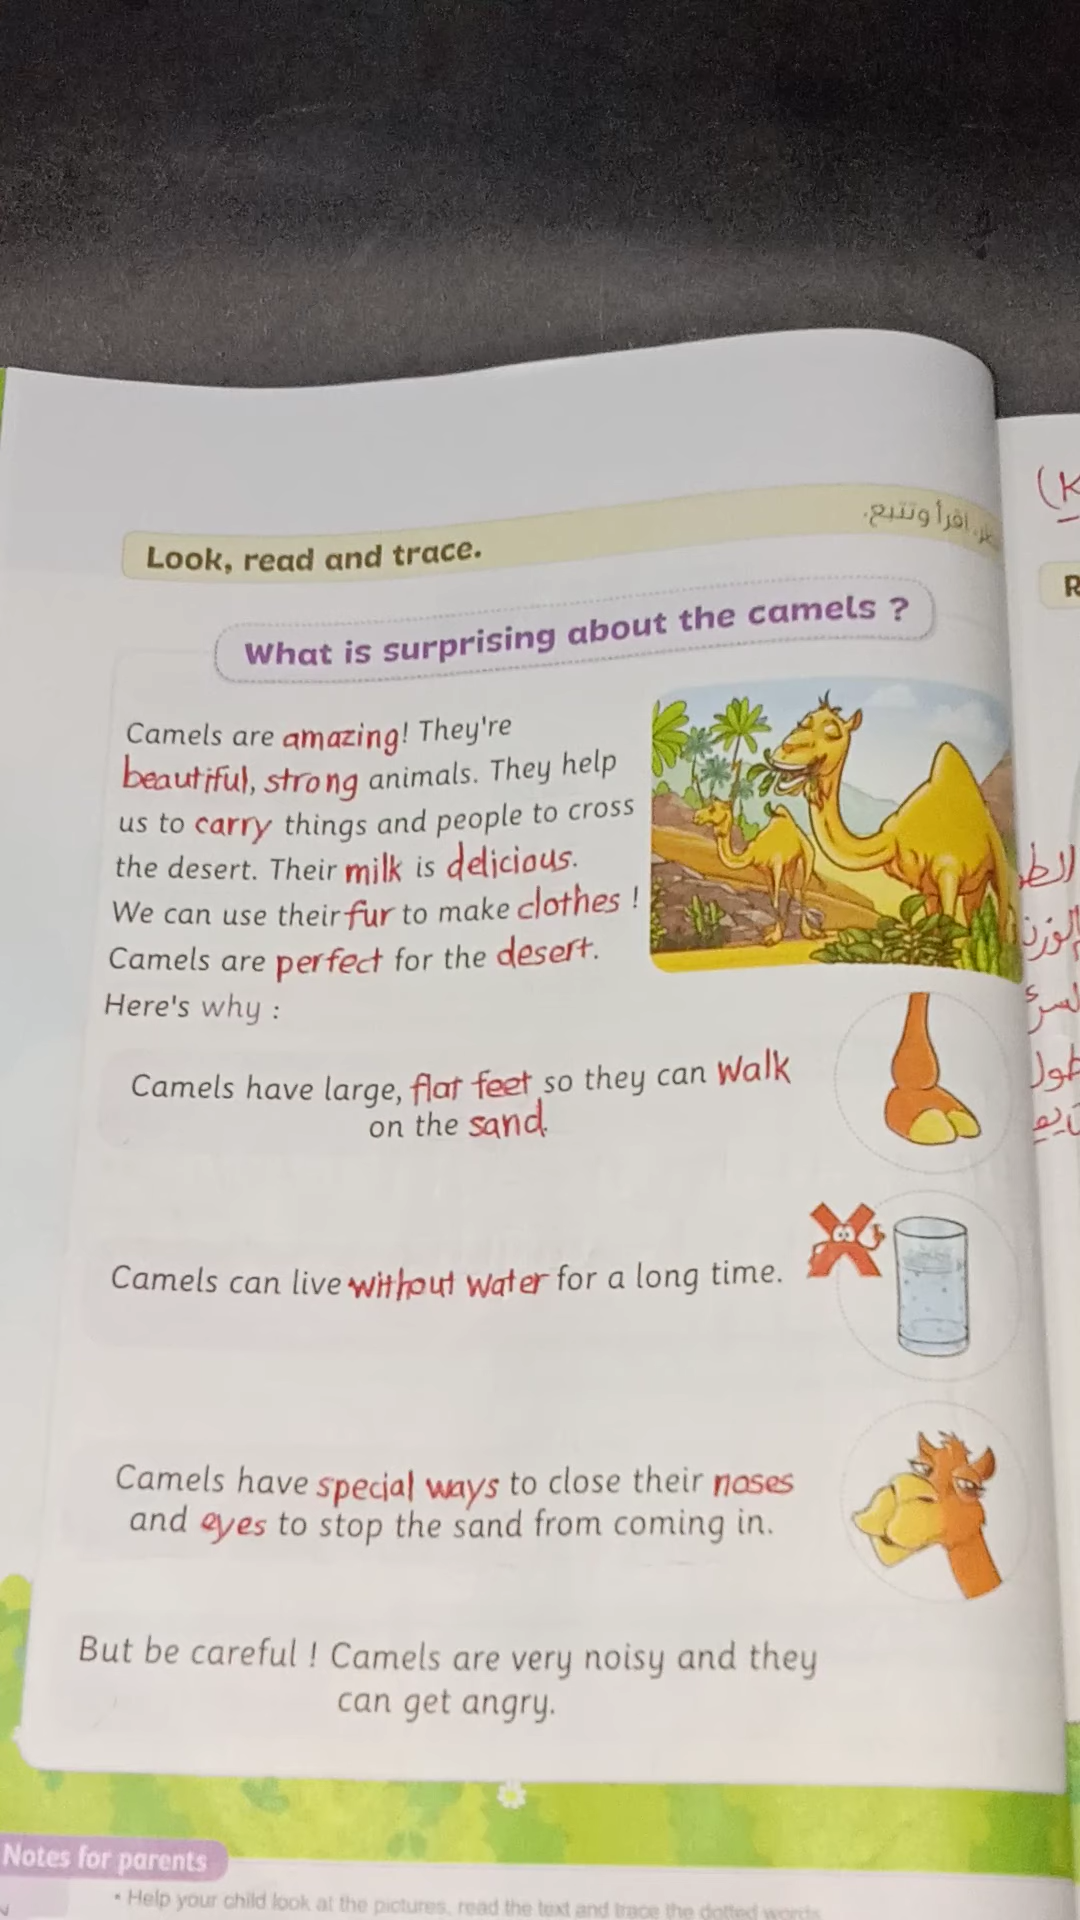 اقرأ وتتبع.
Look, read and trace.
What is surprising about the camels ?
Camels are amazing! They're
beautiful, strong animals. They help
us to carry things and people to cross
the desert. Their milk is delicious.
We can use their fur to make clothes !
Camels are perfect for the desert.
Here's why :
Camels have large, flat feet so they can walk
on the sand.
Camels can live without water for a long time.
Camels have special ways to close their noses
and eyes to stop the sand from coming in.
But be careful ! Camels are very noisy and they
can get angry.
Notes for parents
• Help your child look at the pictures, read the text and trace the dotted words